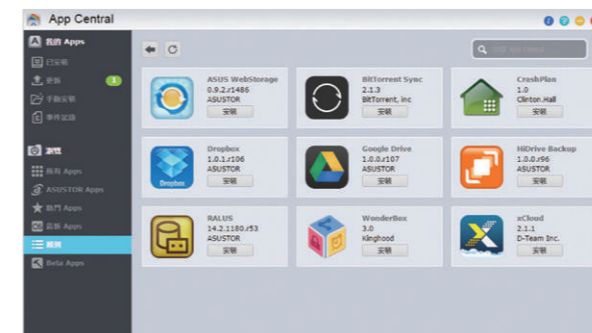 App Central
我的 Apps
已安裝
更新
1
手動安裝
事件記錄
瀏覽
所有 Apps
ASUSTOR Apps
熱門 Apps
最新 Apps
類別
Beta Apps
ASUS WebStorage
0.9.2.r1486
ASUSTOR
安裝
BitTorrent Sync
2.1.3
BitTorrent, inc
安裝
CrashPlan
1.0
Clinton.Hall
安裝
Dropbox
Dropbox
1.0.1.r106
ASUSTOR
安裝
Google Drive
1.0.0.r107
ASUSTOR
安裝
HiDrive Backup
1.0.0.r96
ASUSTOR
安裝
RALUS
14.2.1180.r53
ASUSTOR
安裝
WonderBox
3.0
Kinghood
安裝
xCloud
2.1.1
D-Team Inc.
安裝